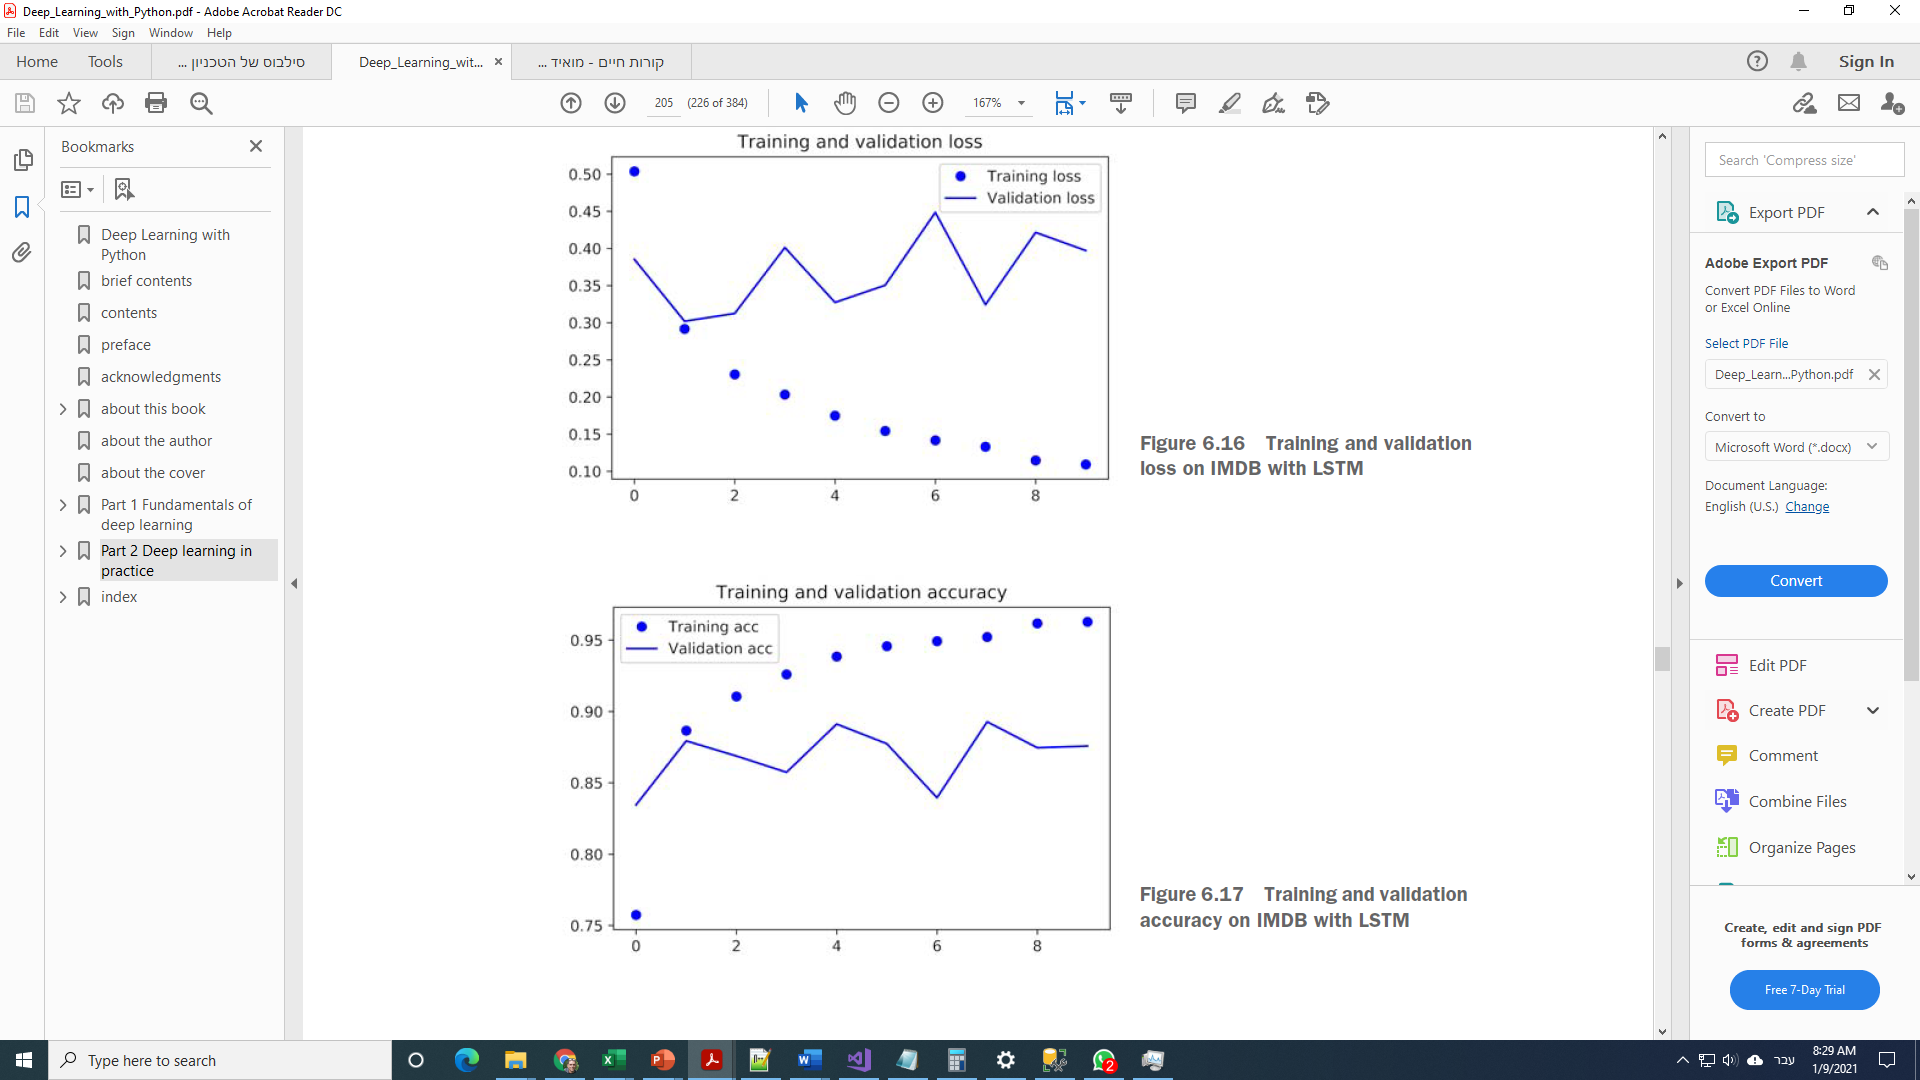 Deep_Learning_with_Python.pdf - Adobe Acrobat Reader DC
File Edit View Sign Window Help
Home Tools
סילבוס של הטכניון ...
Deep_Learning_wit... ×
קורות חיים - מואיד ...
Sign In
205 (226 of 384)
167%
Bookmarks
Deep Learning with
Python
brief contents
contents
preface
acknowledgments
about this book
about the author
about the cover
Part 1 Fundamentals of
deep learning
Part 2 Deep learning in
practice
index
Training and validation loss
Training loss
Validation loss
0.50
0.45
0.40
0.35
0.30
0.25
0.20
0.15
0.10
0 2 4 6 8
Figure 6.16 Training and validation
loss on IMDB with LSTM
Training and validation accuracy
Training acc
Validation acc
0.95
0.90
0.85
0.80
0.75
0 2 4 6 8
Figure 6.17 Training and validation
accuracy on IMDB with LSTM
Search 'Compress size'
Export PDF
Adobe Export PDF
Convert PDF Files to Word
or Excel Online
Select PDF File
Deep_Learn...Python.pdf
Convert to
Microsoft Word (*.docx)
Document Language:
English (U.S.) Change
Convert
Edit PDF
Create PDF
Comment
Combine Files
Organize Pages
Create, edit and sign PDF
forms & agreements
Free 7-Day Trial
Type here to search
2
עבר
8:29 AM
1/9/2021